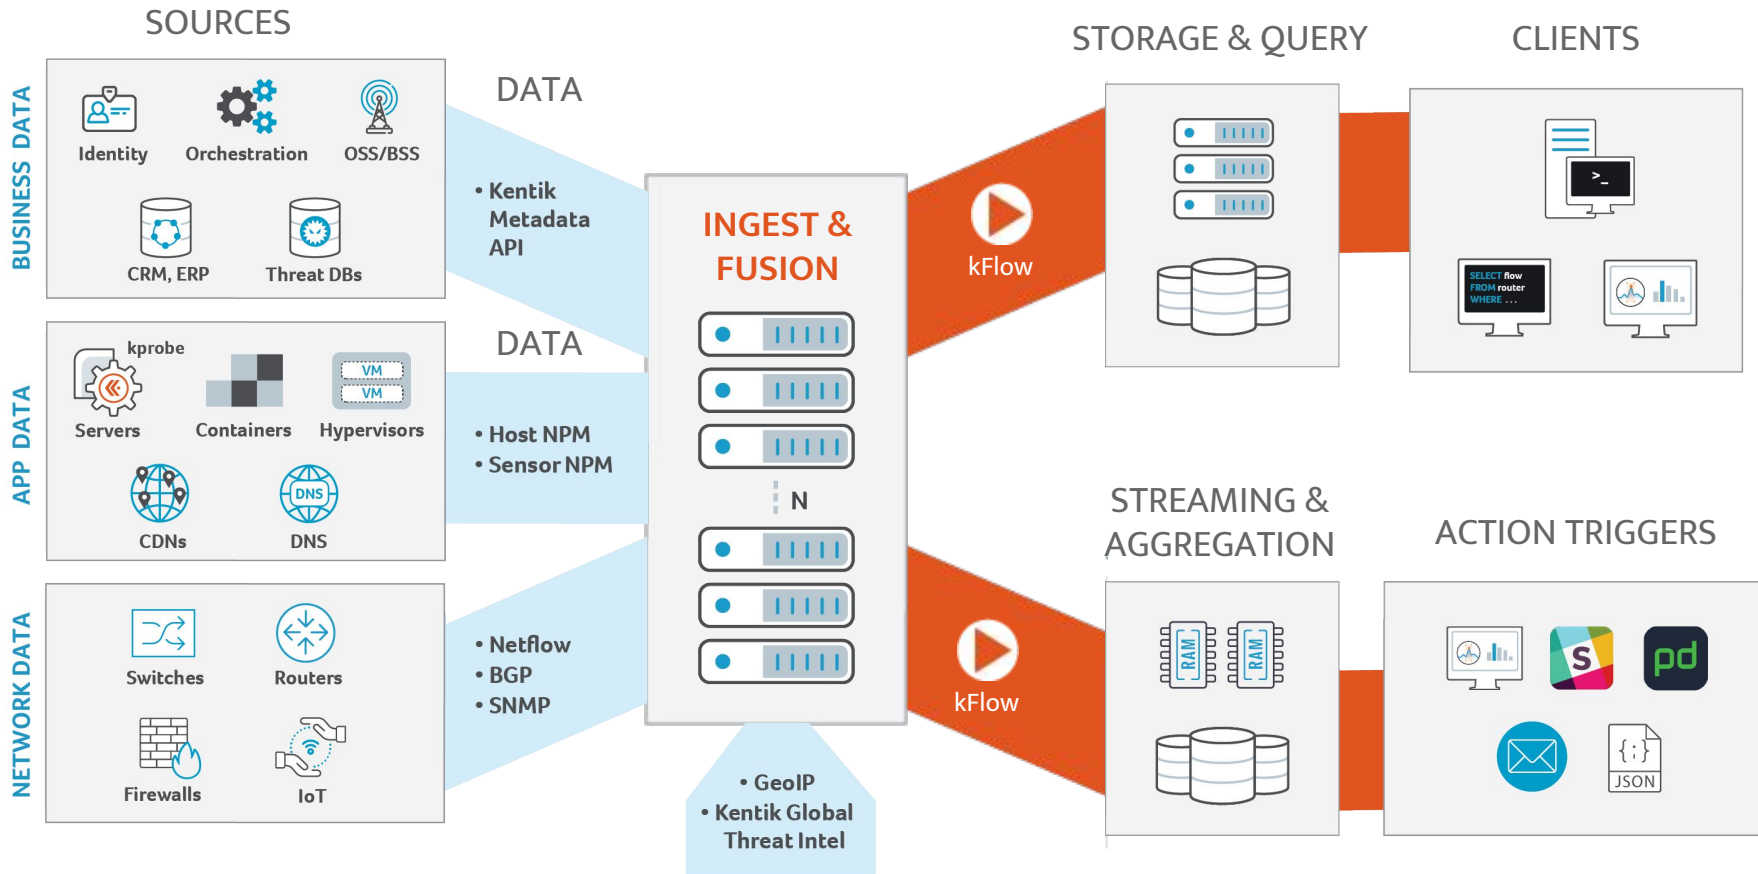 SOURCES
BUSINESS DATA
Identity
Orchestration
OSS/BSS
CRM, ERP
Threat DBs
APP DATA
kprobe
VM
VM
Servers
Containers
Hypervisors
DNS
CDNs
DNS
NETWORK DATA
Switches
Routers
Firewalls
IoT
DATA
• Kentik
Metadata
API
DATA
• Host NPM
• Sensor NPM
• Netflow
• BGP
• SNMP
INGEST &
FUSION
N
• GeoIP
• Kentik Global
Threat Intel
kFlow
kFlow
STORAGE & QUERY
CLIENTS
>_
SELECT flow
FROM router
WHERE ...
STREAMING &
AGGREGATION
RAM
RAM
ACTION TRIGGERS
S
pd
{;}
JSON